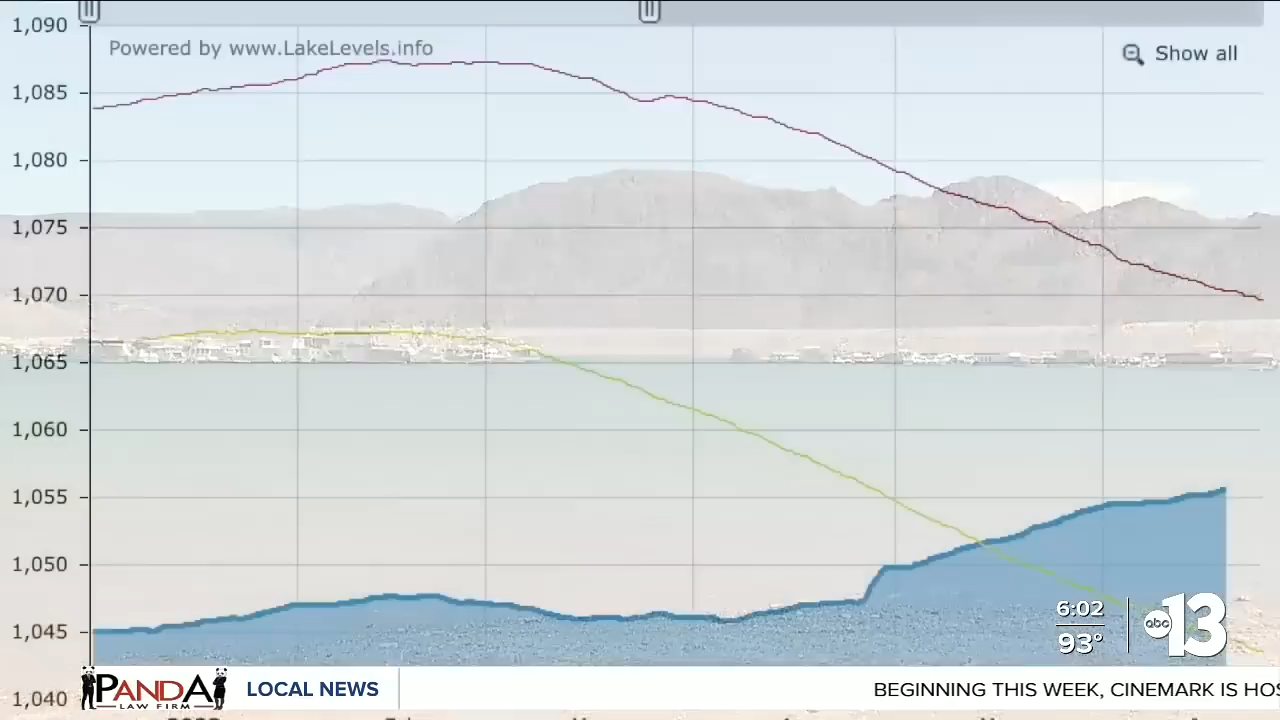 1,090
Powered by www.LakeLevels.info
Show all
1,085
1,080
1,075
1,070
1,065
1,060
1,055
1,050
1,045
1,040
6:02
93°
abc 13
PANDA
LAW FIRM
LOCAL NEWS
BEGINNING THIS WEEK, CINEMARK IS HOS